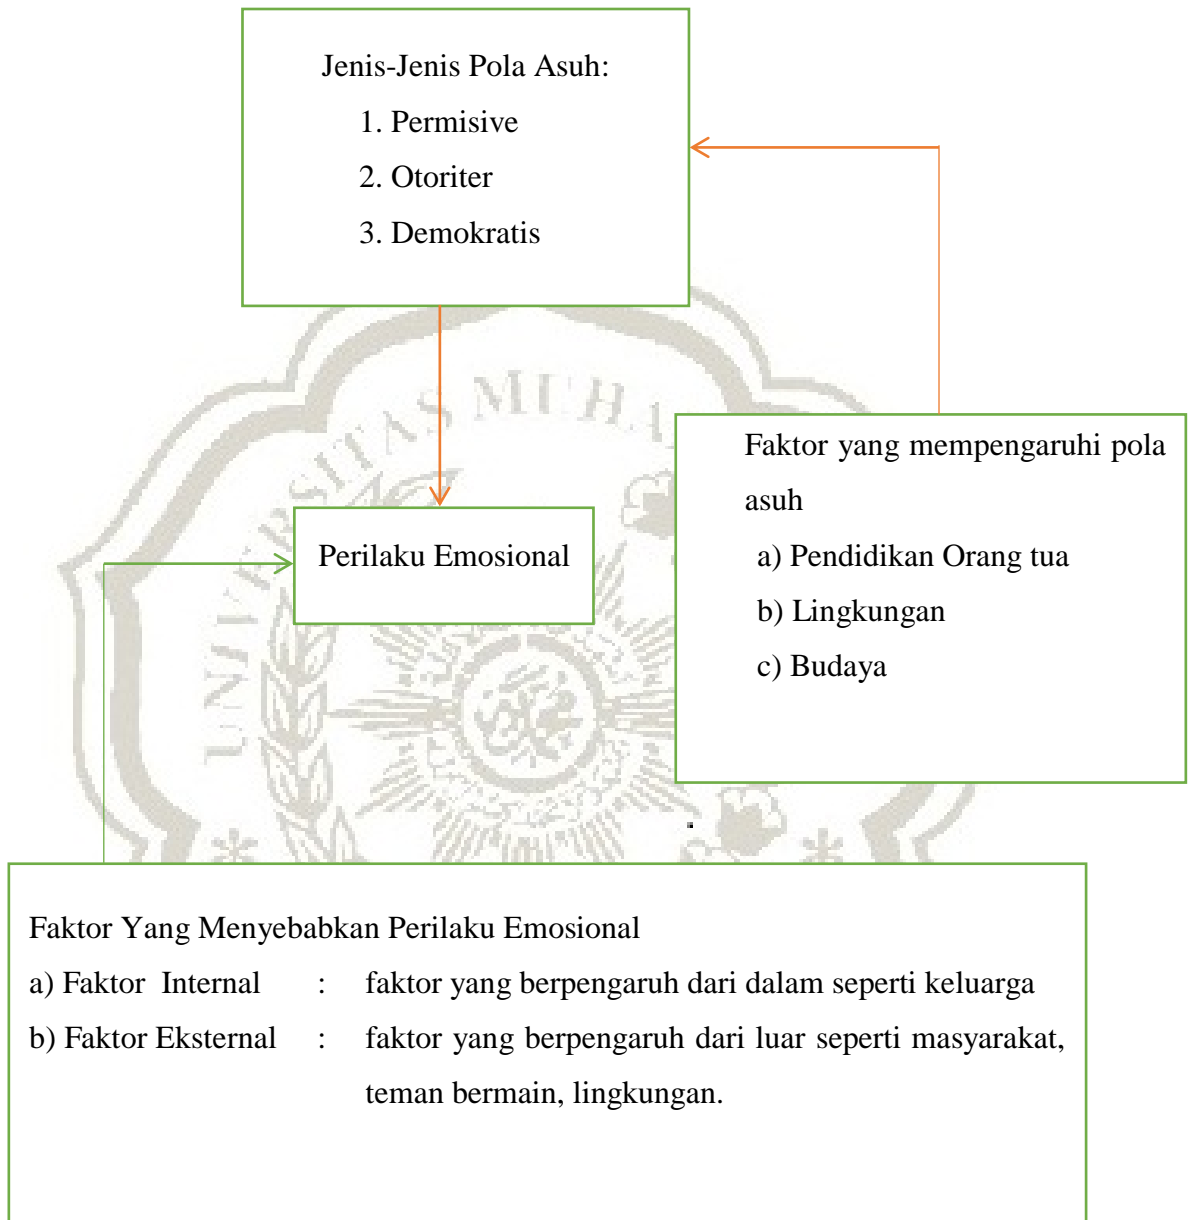 Jenis-Jenis Pola Asuh:
1. Permisive
2. Otoriter
3. Demokratis
Faktor yang mempengaruhi pola
asuh
a) Pendidikan Orang tua
b) Lingkungan
c) Budaya
Perilaku Emosional
Faktor Yang Menyebabkan Perilaku Emosional
a) Faktor Internal : faktor yang berpengaruh dari dalam seperti keluarga
b) Faktor Eksternal : faktor yang berpengaruh dari luar seperti masyarakat,
teman bermain, lingkungan.